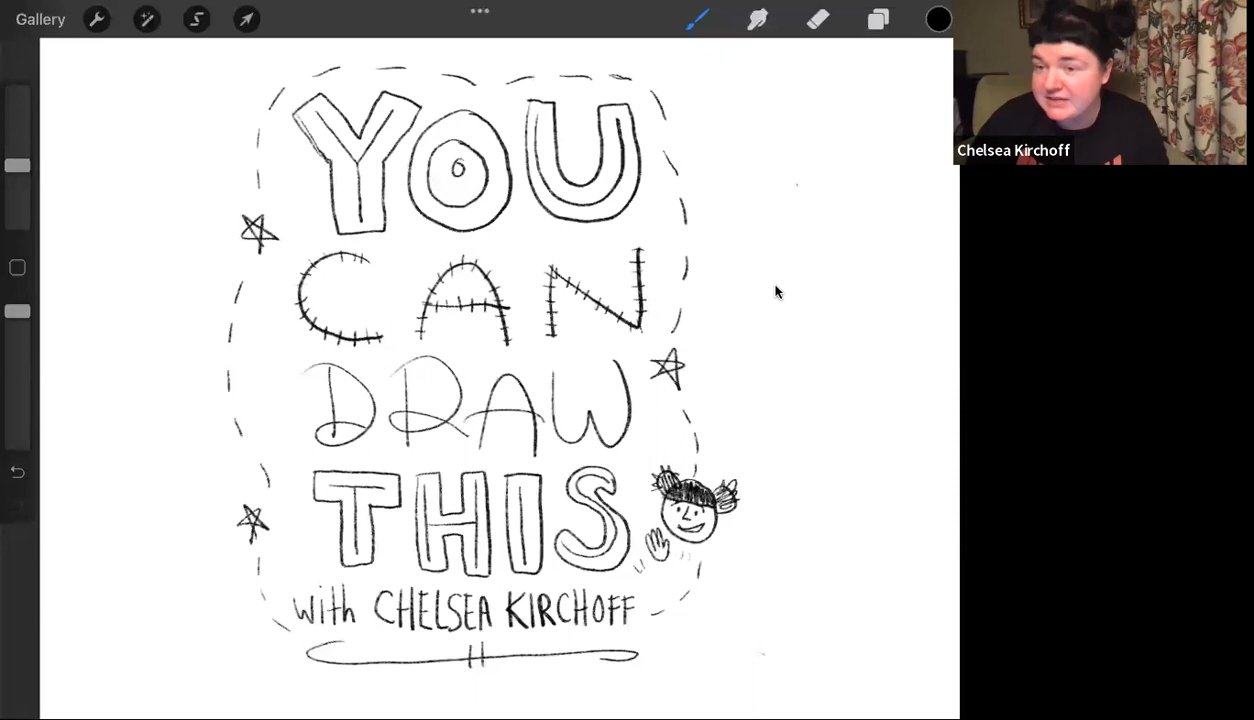 Gallery
YOU
CAN
DRAW
THIS
with CHELSEA KIRCHOFF
Chelsea Kirchoff